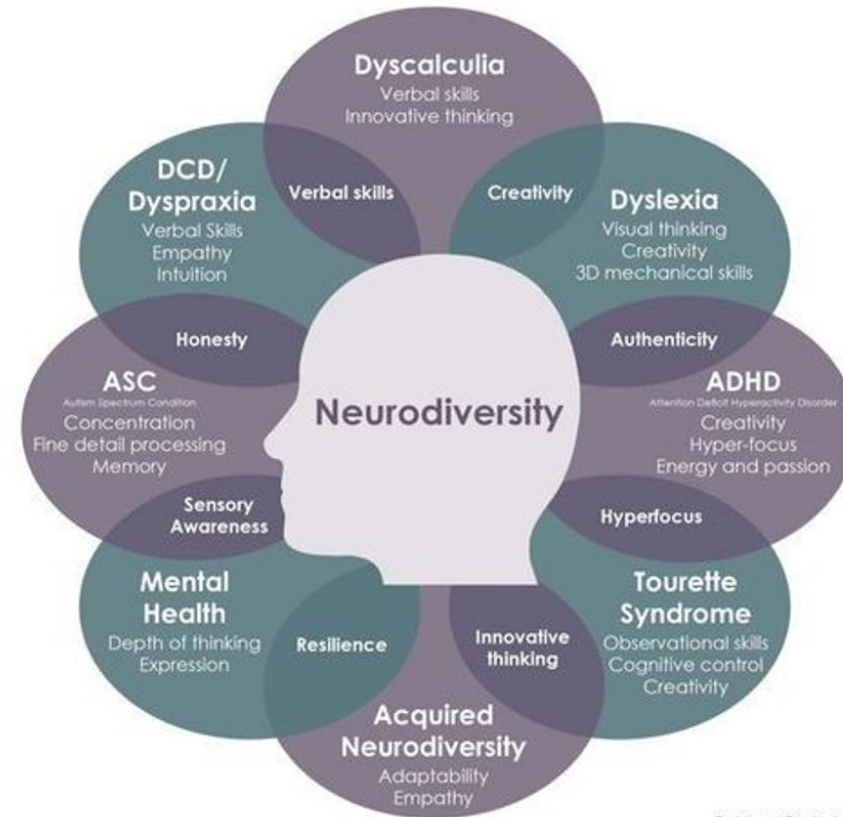 Dyscalculia
Verbal skills
Innovative thinking
Verbal skills
Creativity
DCD/
Dyspraxia
Verbal Skills
Empathy
Intuition
Dyslexia
Visual thinking
Creativity
3D mechanical skills
Honesty
Authenticity
ASC
Autism Spectrum Condition
Concentration
Fine detail processing
Memory
Neurodiversity
ADHD
Attention Deficit Hyperactivity Disorder
Creativity
Hyper-focus
Energy and passion
Sensory
Awareness
Hyperfocus
Mental
Health
Depth of thinking
Expression
Tourette
Syndrome
Observational skills
Cognitive control
Creativity
Resilience
Innovative
thinking
Acquired
Neurodiversity
Adaptability
Empathy